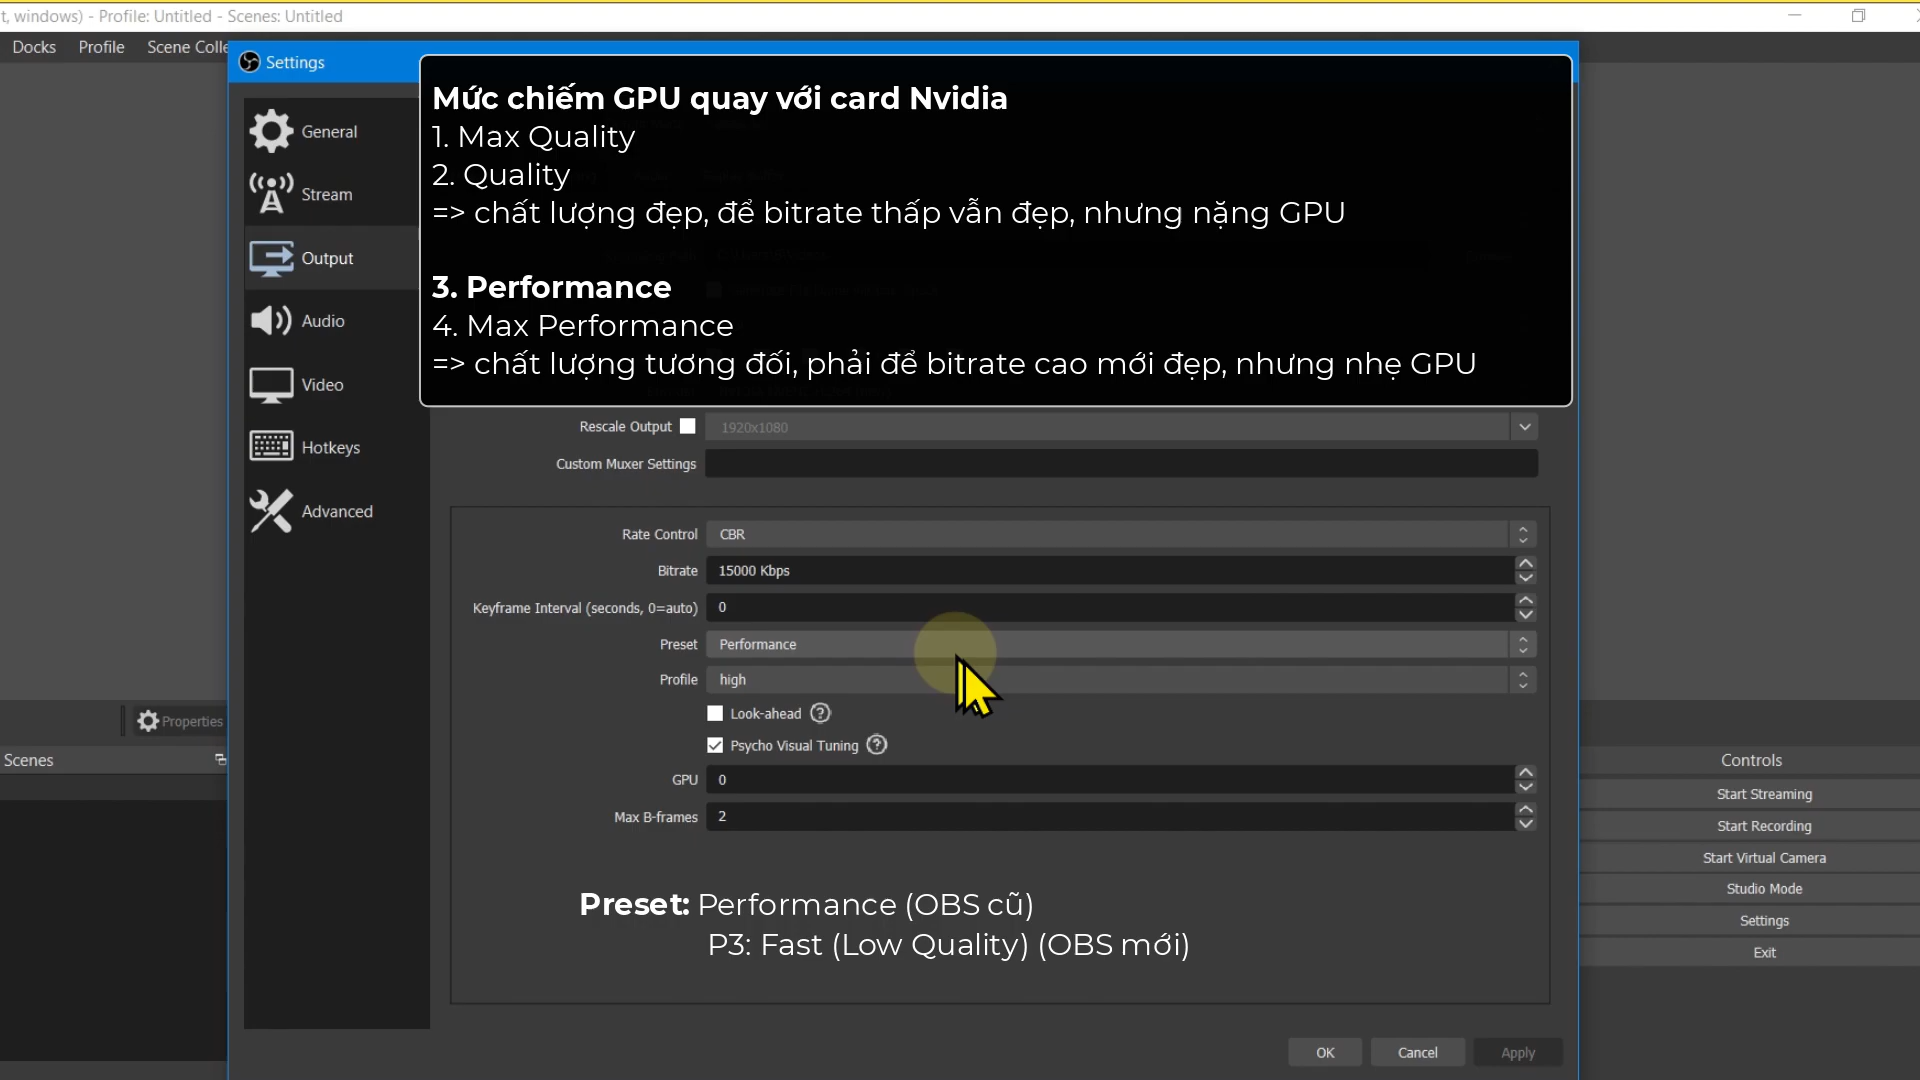 t, windows) - Profile: Untitled - Scenes: Untitled
Docks Profile Scene Colle
Settings
General
Stream
Output
Audio
Video
Hotkeys
Advanced
Mức chiếm GPU quay với card Nvidia
1. Max Quality
2. Quality
=> chất lượng đẹp, để bitrate thấp vẫn đẹp, nhưng nặng GPU
3. Performance
4. Max Performance
=> chất lượng tương đối, phải để bitrate cao mới đẹp, nhưng nhẹ GPU
Rescale Output 1920x1080
Custom Muxer Settings
Rate Control CBR
Bitrate 15000 Kbps
Keyframe Interval (seconds, 0=auto) 0
Preset Performance
Profile high
Look-ahead
Psycho Visual Tuning
GPU 0
Max B-frames 2
Preset: Performance (OBS cũ)
P3: Fast (Low Quality) (OBS mới)
OK Cancel Apply
Properties
Scenes
Controls
Start Streaming
Start Recording
Start Virtual Camera
Studio Mode
Settings
Exit